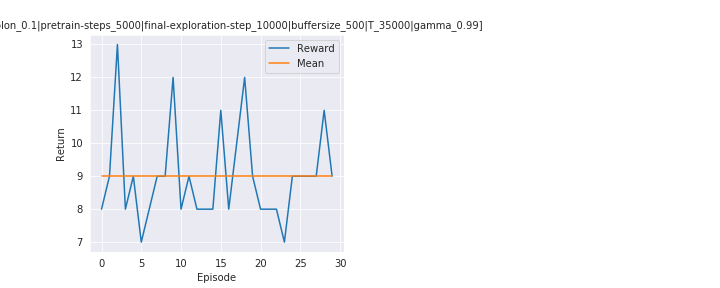 lon_0.1|pretrain-steps_5000|final-exploration-step_10000|buffersize_500|T_35000|gamma_0.99]
Reward
Mean
13
12
11
10
9
8
7
Return
0 5 10 15 20 25 30
Episode